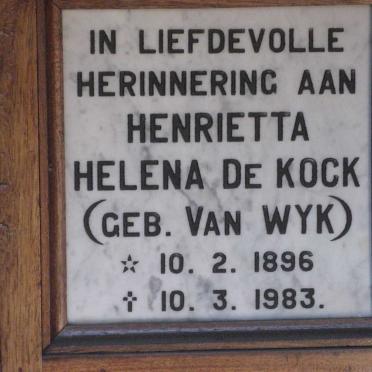 IN LIEFDEVOLLE
HERINNERING AAN
HENRIETTA
HELENA DE KOCK
(GEB. VAN WYK)
☆ 10. 2. 1896
✝ 10. 3. 1983.